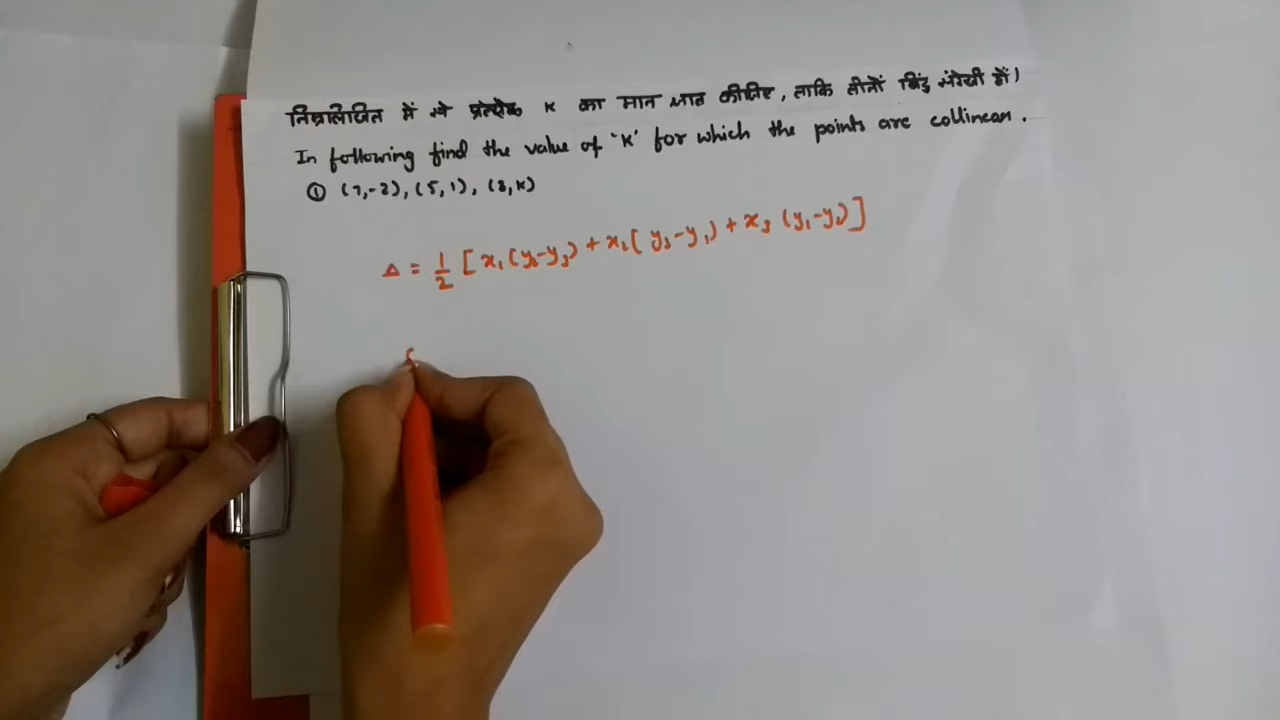 निम्नलिखित में से प्रत्येक K का मान ज्ञात कीजिए, ताकि तीनों बिंदु संरेखी हों।
In following find the value of 'K' for which the points are collinear.
① (7,-2), (5,1), (3,K)
Δ = 1/2 [x₁(y₂-y₃) + x₂(y₃-y₁) + x₃(y₁-y₂)]